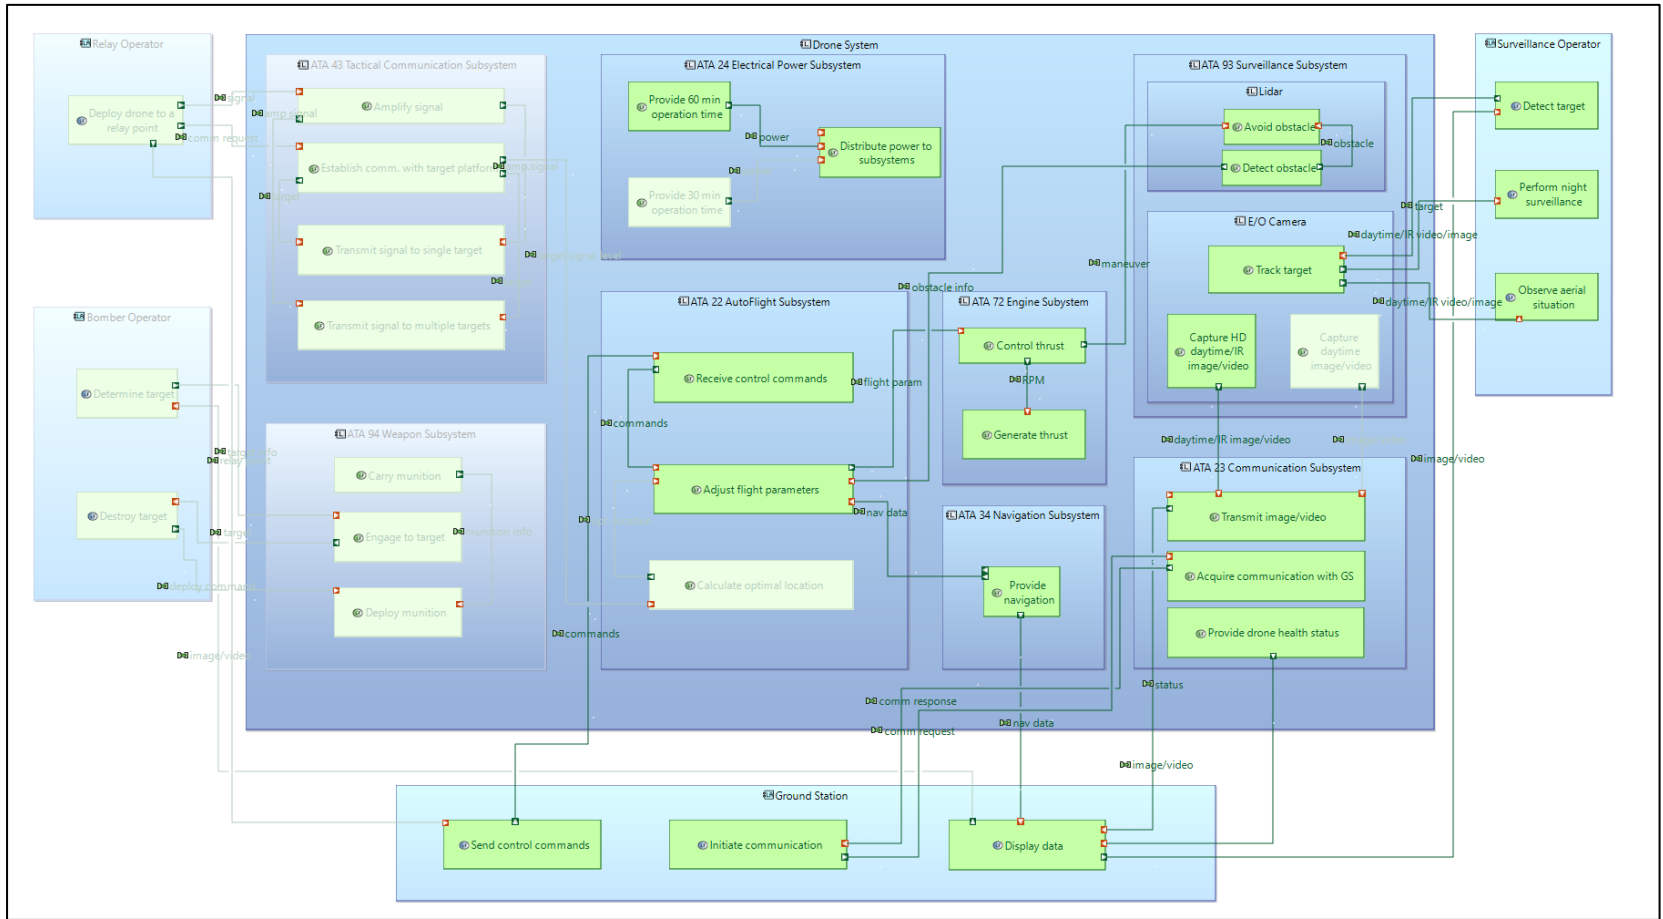 Relay Operator
Deploy drone to a
relay point
signal
comm request
Drone System
ATA 43 Tactical Communication Subsystem
amp signal
Amplify signal
Establish comm. with target platform
amp.signal
target
Transmit signal to single target
Transmit signal to multiple targets
ATA 24 Electrical Power Subsystem
Provide 60 min
operation time
power
Distribute power to
subsystems
Provide 30 min
operation time
ATA 93 Surveillance Subsystem
Lidar
Avoid obstacle
obstacle
Detect obstacle
E/O Camera
Track target
Capture HD
daytime/IR
image/video
Capture
daytime
image/video
Surveillance Operator
Detect target
Perform night
surveillance
Observe aerial
situation
target
daytime/IR video/image
daytime/IR video/image
maneuver
obstacle info
Bomber Operator
Determine target
Destroy target
target
deploy command
image/video
ATA 94 Weapon Subsystem
Carry munition
munition info
Engage to target
Deploy munition
ATA 22 AutoFlight Subsystem
Receive control commands
flight param
commands
Adjust flight parameters
nav data
Calculate optimal location
commands
ATA 72 Engine Subsystem
Control thrust
RPM
Generate thrust
ATA 34 Navigation Subsystem
Provide
navigation
daytime/IR image/video
image/video
ATA 23 Communication Subsystem
Transmit image/video
Acquire communication with GS
Provide drone health status
status
comm response
nav data
comm request
image/video
Ground Station
Send control commands
Initiate communication
Display data